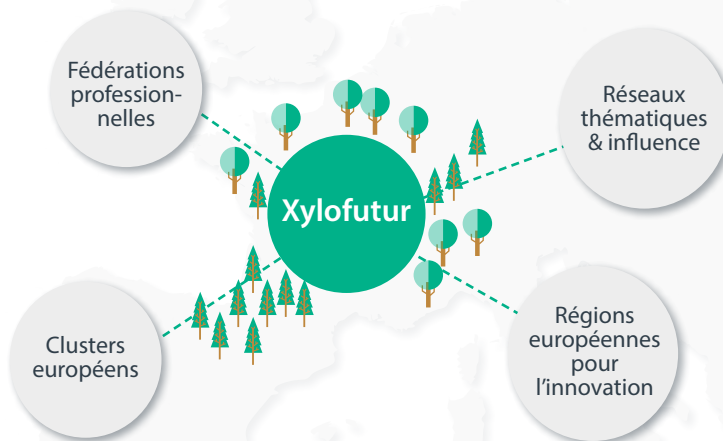 Fédérations
profession-
nelles
Réseaux
thématiques
& influence
Xylofutur
Clusters
européens
Régions
européennes
pour
l'innovation